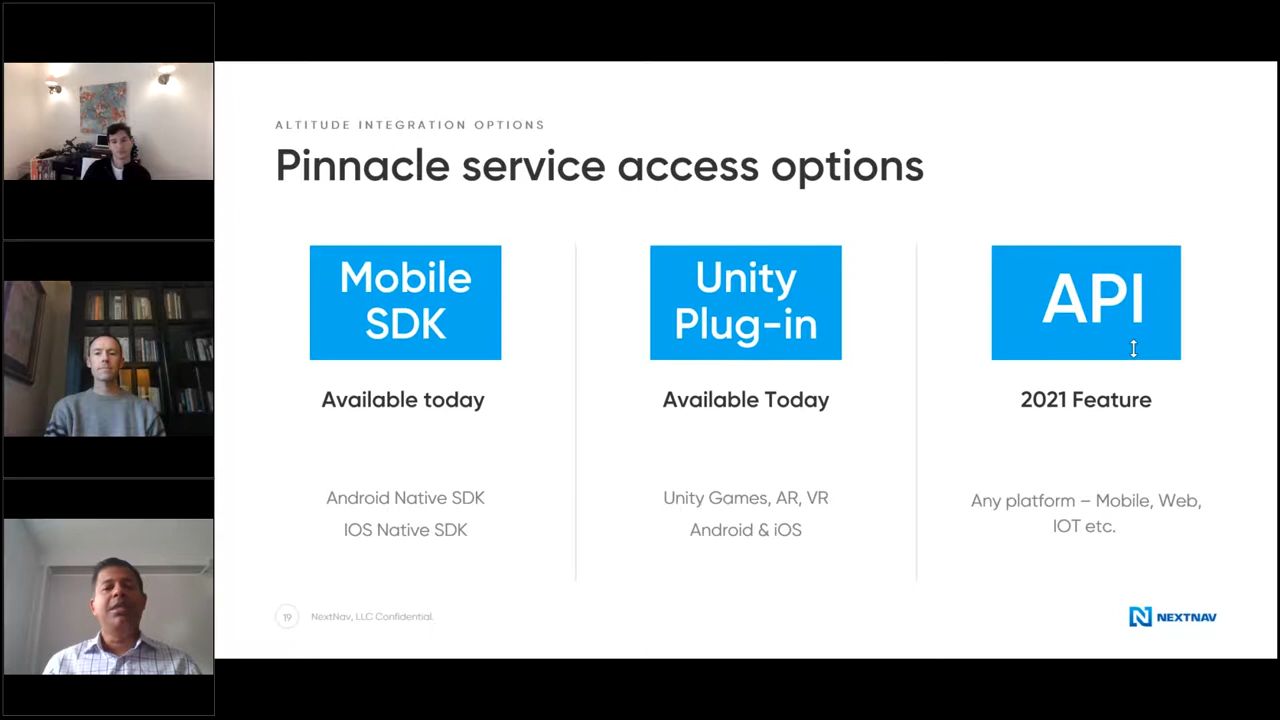 ALTITUDE INTEGRATION OPTIONS
Pinnacle service access options
Mobile
SDK
Available today
Android Native SDK
IOS Native SDK
Unity
Plug-in
Available Today
Unity Games, AR, VR
Android & iOS
API
2021 Feature
Any platform – Mobile, Web,
IOT etc.
19
NextNav, LLC Confidential.
NEXTNAV